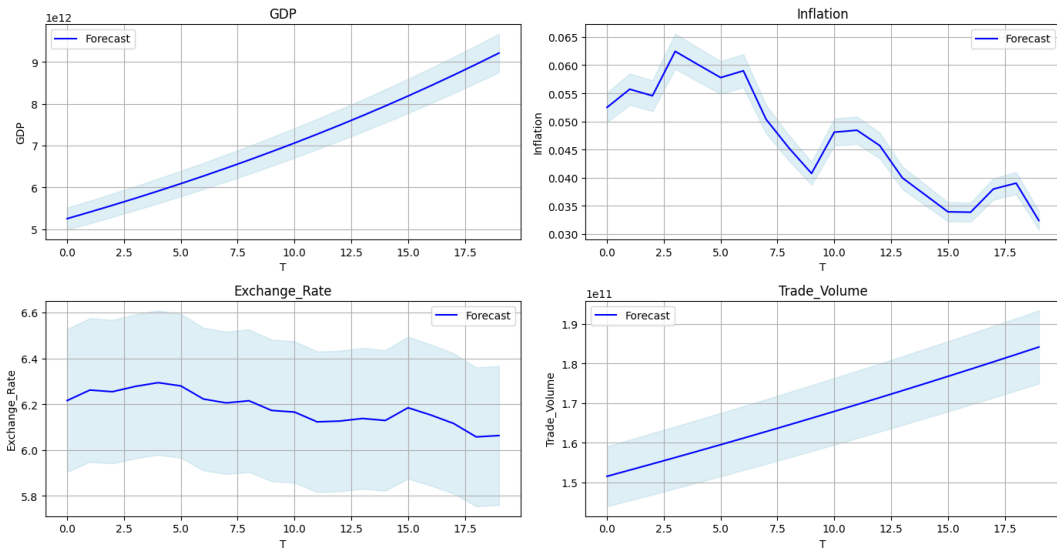 GDP
1e12
Forecast
9
8
7
6
5
GDP
0.0 2.5 5.0 7.5 10.0 12.5 15.0 17.5
T
Inflation
Forecast
0.065
0.060
0.055
0.050
0.045
0.040
0.035
0.030
Inflation
0.0 2.5 5.0 7.5 10.0 12.5 15.0 17.5
T
Exchange_Rate
Forecast
6.6
6.4
6.2
6.0
5.8
Exchange_Rate
0.0 2.5 5.0 7.5 10.0 12.5 15.0 17.5
T
Trade_Volume
1e11
Forecast
1.9
1.8
1.7
1.6
1.5
Trade_Volume
0.0 2.5 5.0 7.5 10.0 12.5 15.0 17.5
T